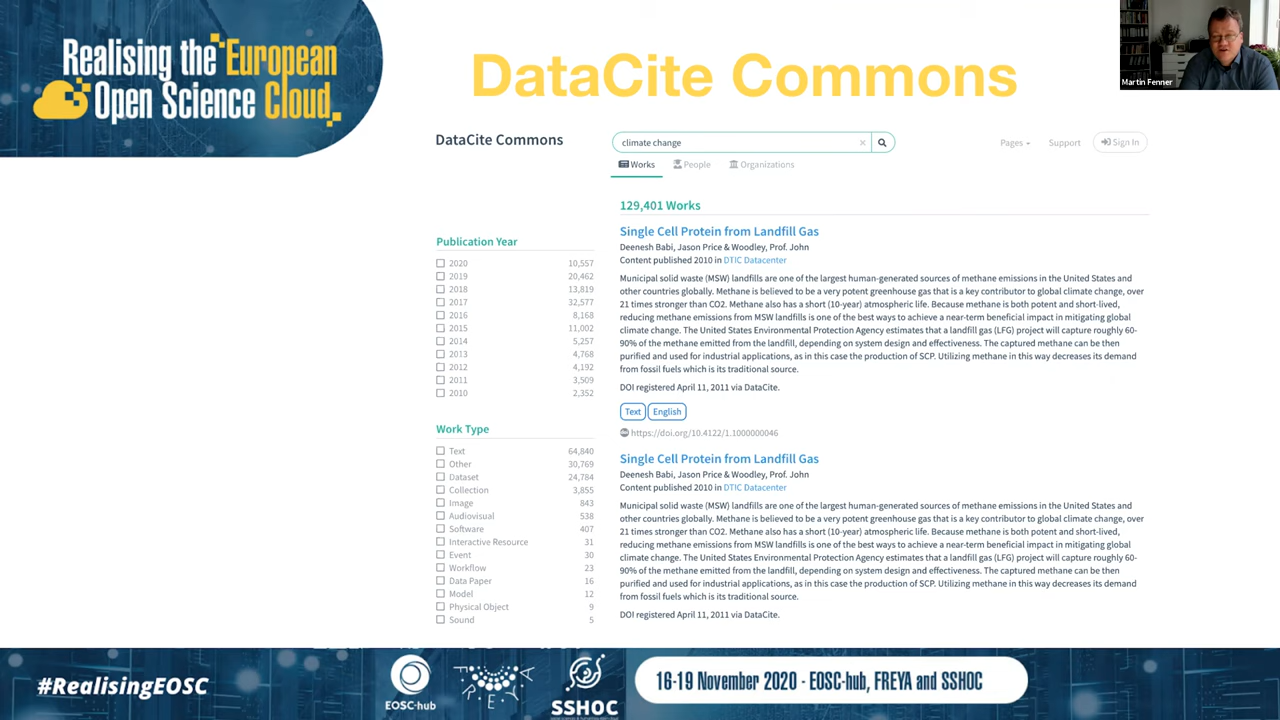 Realising the European
Open Science Cloud
DataCite Commons
Martin Fenner
DataCite Commons
climate change ×
Pages
Support
Sign In
Works
People
Organizations
129,401 Works
Publication Year
2020 10,557
2019 20,462
2018 13,819
2017 32,577
2016 8,168
2015 11,002
2014 5,257
2013 4,768
2012 4,192
2011 3,509
2010 2,352
Work Type
Text 64,840
Other 30,769
Dataset 24,784
Collection 3,855
Image 843
Audiovisual 538
Software 407
Interactive Resource 31
Event 30
Workflow 23
Data Paper 16
Model 12
Physical Object 9
Sound 5
Single Cell Protein from Landfill Gas
Deenesh Babi, Jason Price & Woodley, Prof. John
Content published 2010 in DTIC Datacenter
Municipal solid waste (MSW) landfills are one of the largest human-generated sources of methane emissions in the United States and
other countries globally. Methane is believed to be a very potent greenhouse gas that is a key contributor to global climate change, over
21 times stronger than CO2. Methane also has a short (10-year) atmospheric life. Because methane is both potent and short-lived,
reducing methane emissions from MSW landfills is one of the best ways to achieve a near-term beneficial impact in mitigating global
climate change. The United States Environmental Protection Agency estimates that a landfill gas (LFG) project will capture roughly 60-
90% of the methane emitted from the landfill, depending on system design and effectiveness. The captured methane can be then
purified and used for industrial applications, as in this case the production of SCP. Utilizing methane in this way decreases its demand
from fossil fuels which is its traditional source.
DOI registered April 11, 2011 via DataCite.
Text English
https://doi.org/10.4122/1.1000000046
Single Cell Protein from Landfill Gas
Deenesh Babi, Jason Price & Woodley, Prof. John
Content published 2010 in DTIC Datacenter
Municipal solid waste (MSW) landfills are one of the largest human-generated sources of methane emissions in the United States and
other countries globally. Methane is believed to be a very potent greenhouse gas that is a key contributor to global climate change, over
21 times stronger than CO2. Methane also has a short (10-year) atmospheric life. Because methane is both potent and short-lived,
reducing methane emissions from MSW landfills is one of the best ways to achieve a near-term beneficial impact in mitigating global
climate change. The United States Environmental Protection Agency estimates that a landfill gas (LFG) project will capture roughly 60-
90% of the methane emitted from the landfill, depending on system design and effectiveness. The captured methane can be then
purified and used for industrial applications, as in this case the production of SCP. Utilizing methane in this way decreases its demand
from fossil fuels which is its traditional source.
DOI registered April 11, 2011 via DataCite.
#RealisingEOSC
EOSC-hub
FREYA
SSHOC
16-19 November 2020 - EOSC-hub, FREYA and SSHOC